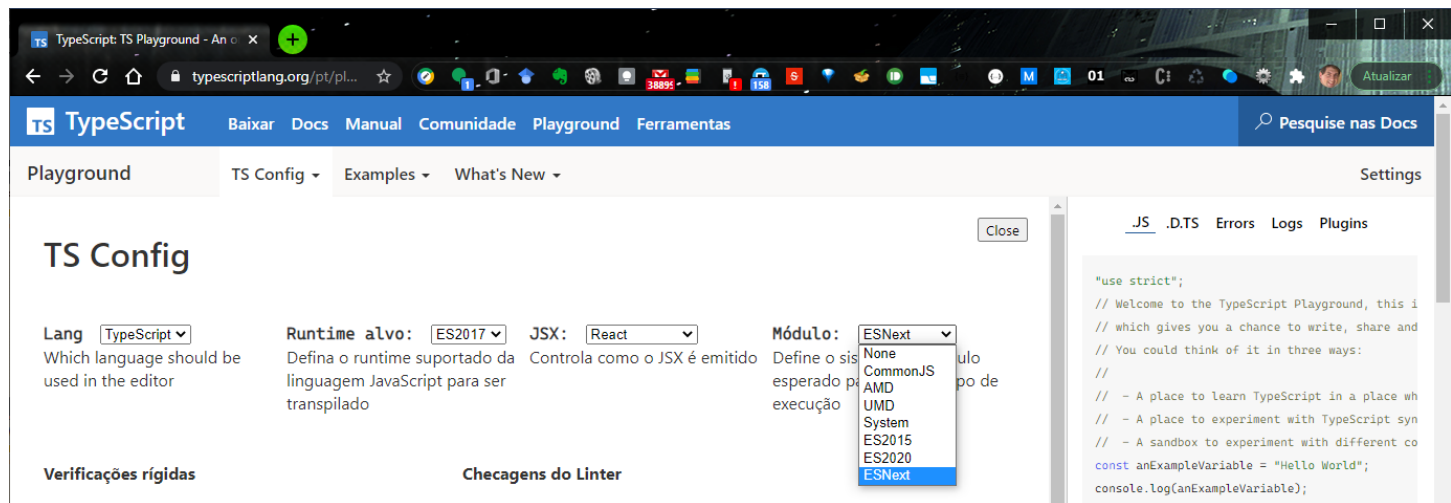 TS TypeScript: TS Playground - An o
typescriptlang.org/pt/pl...
1
38895
!
158
S
M
01
Atualizar
TS TypeScript Baixar Docs Manual Comunidade Playground Ferramentas Pesquise nas Docs
Playground TS Config Examples What's New Settings
Close
.JS .D.TS Errors Logs Plugins
TS Config
Lang TypeScript Runtime alvo: ES2017 JSX: React Módulo: ESNext
Which language should be
used in the editor
Defina o runtime suportado da
linguagem JavaScript para ser
transpilado
Controla como o JSX é emitido
Define o sis ulo
esperado pa po de
execução
None
CommonJS
AMD
UMD
System
ES2015
ES2020
ESNext
Verificações rígidas Checagens do Linter
"use strict";
// Welcome to the TypeScript Playground, this i
// which gives you a chance to write, share and
// You could think of it in three ways:
//
// - A place to learn TypeScript in a place wh
// - A place to experiment with TypeScript syn
// - A sandbox to experiment with different co
const anExampleVariable = "Hello World";
console.log(anExampleVariable);